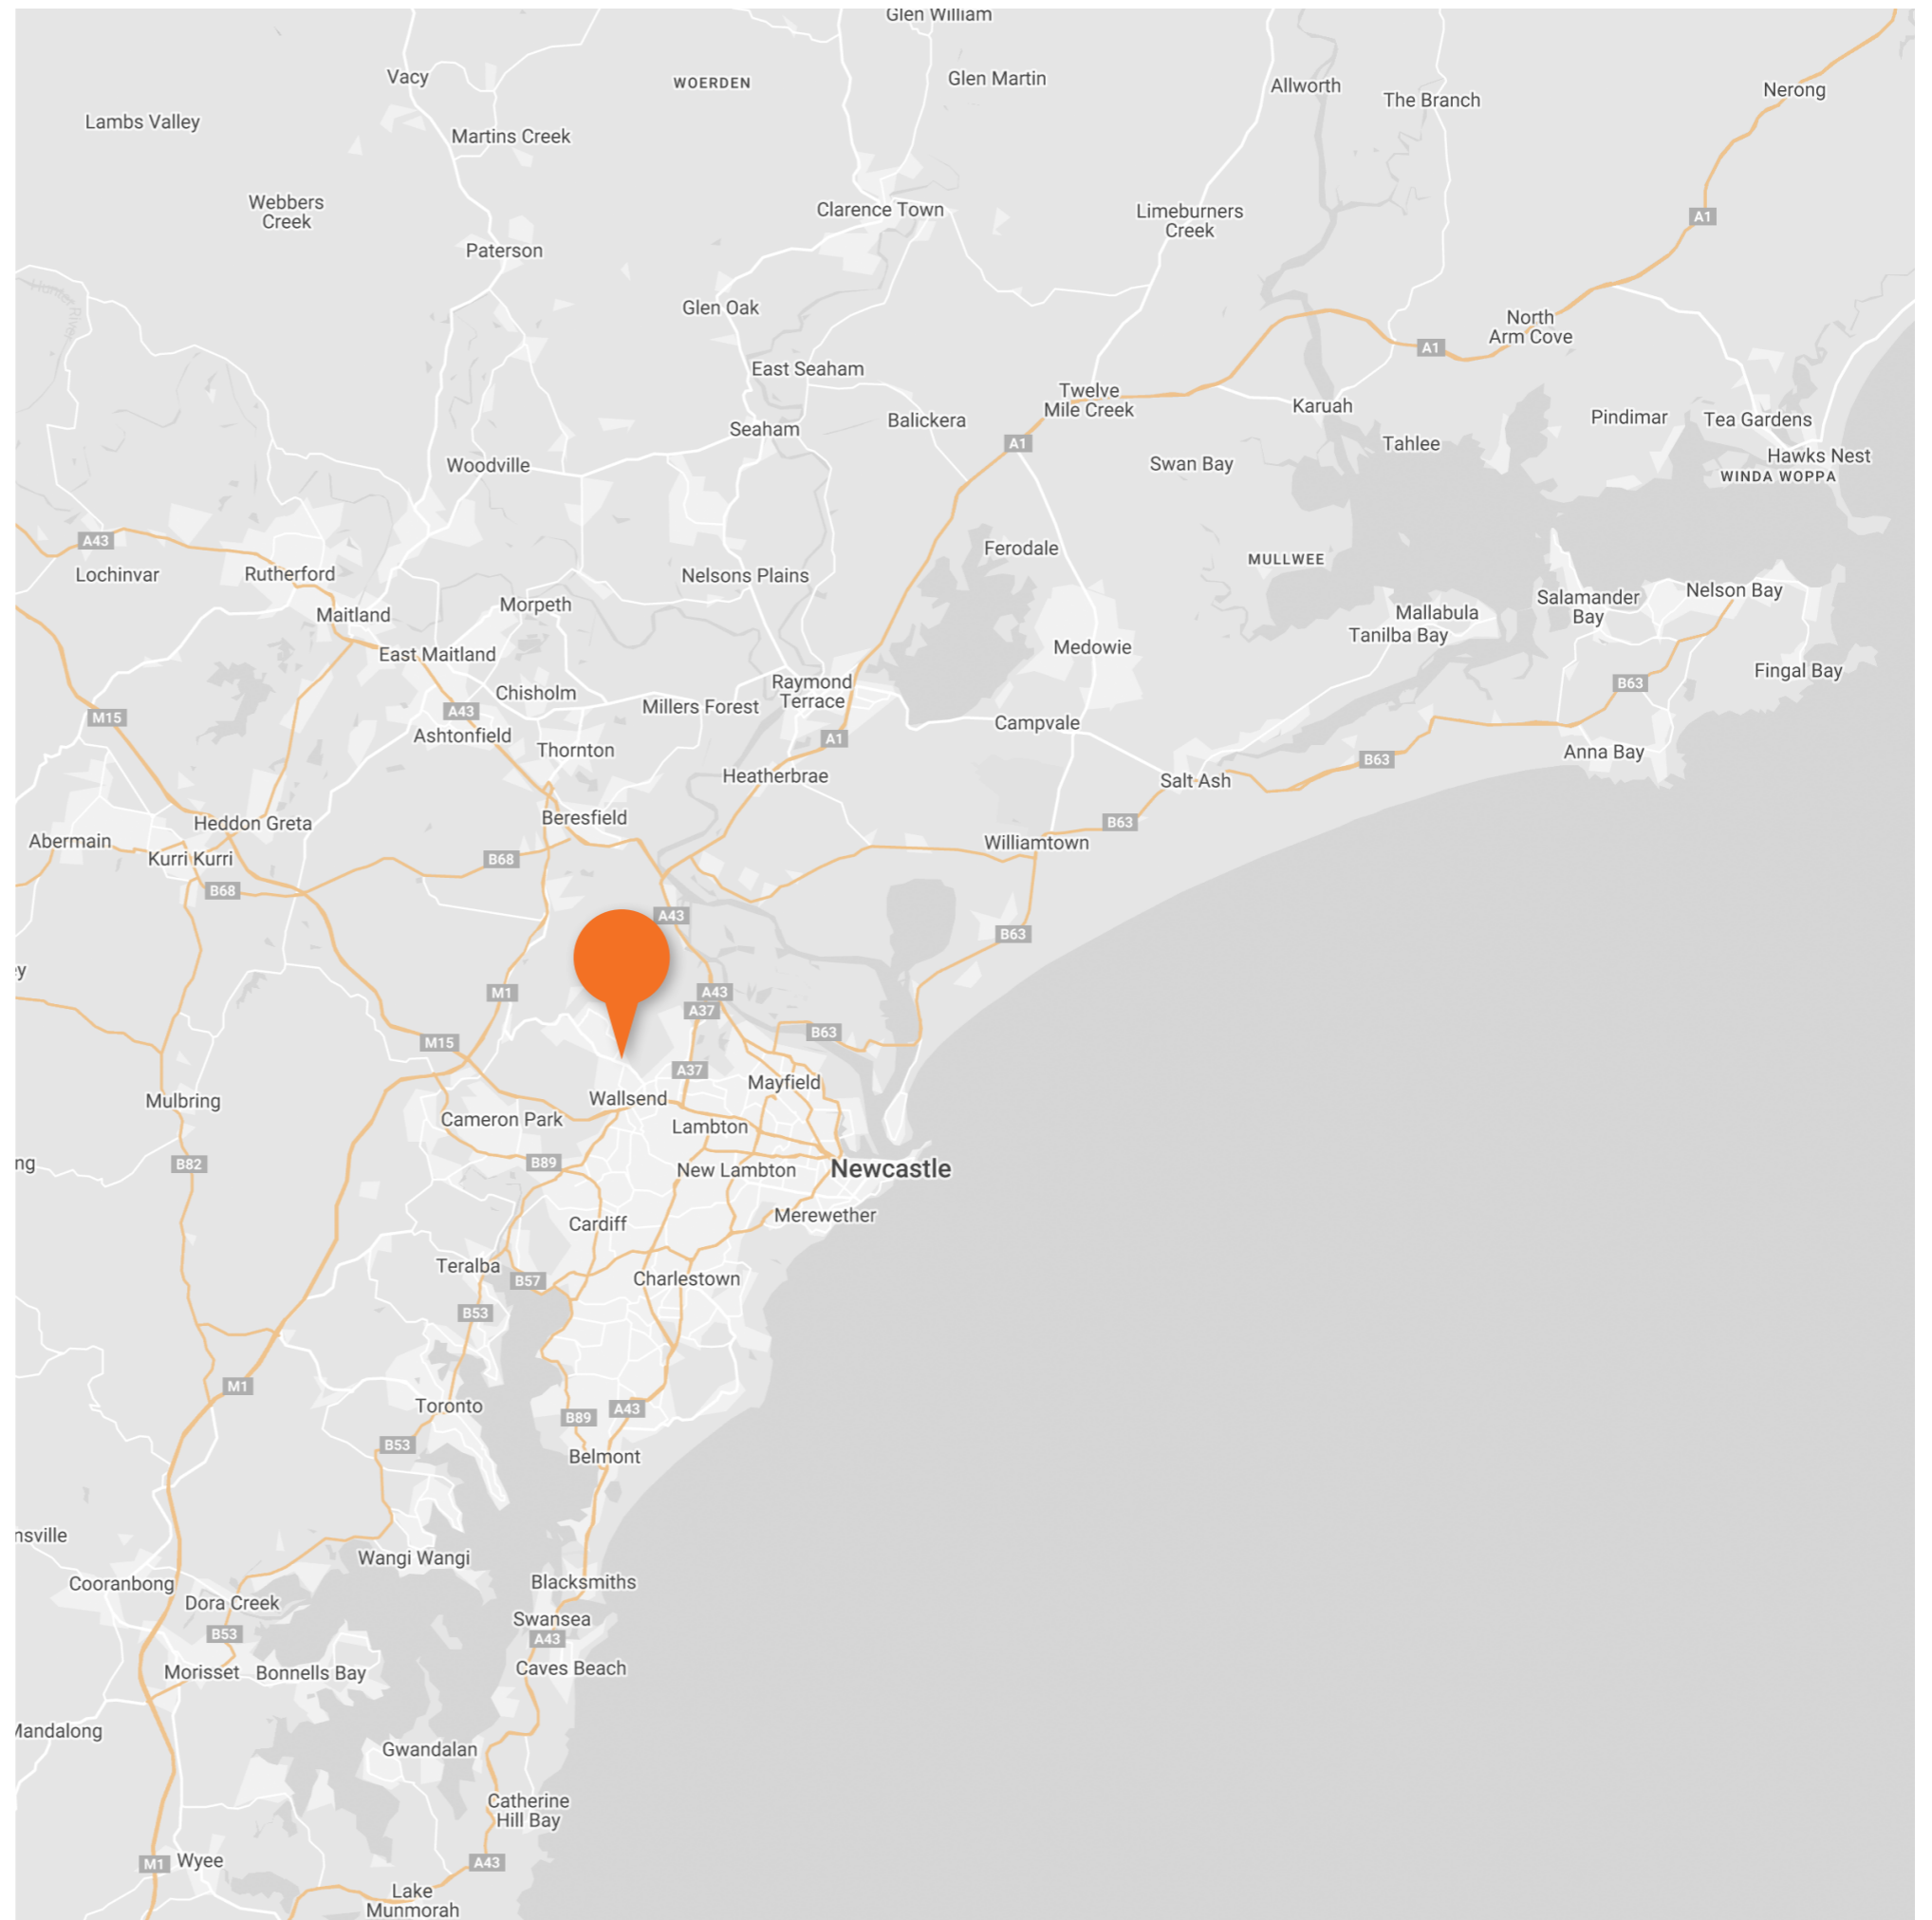 Glen William
Vacy
WOERDEN
Glen Martin
Allworth
The Branch
Nerong
Lambs Valley
Martins Creek
Webbers
Creek
Clarence Town
Limeburners
Creek
A1
Paterson
Hunter River
Glen Oak
North
Arm Cove
A1
East Seaham
Twelve
Mile Creek
Karuah
Balickera
Pindimar
Tea Gardens
Seaham
A1
Tahlee
Hawks Nest
WINDA WOPPA
Woodville
Swan Bay
A43
Ferodale
MULLWEE
Lochinvar
Rutherford
Nelsons Plains
Salamander
Bay
Nelson Bay
Morpeth
Maitland
Mallabula
Tanilba Bay
East Maitland
Medowie
Fingal Bay
Chisholm
Raymond
Terrace
B63
Millers Forest
M15
A43
Campvale
Ashtonfield
A1
Thornton
Anna Bay
B63
Heatherbrae
Salt Ash
Beresfield
Heddon Greta
B63
Abermain
Williamtown
Kurri Kurri
B68
B68
A43
B63
ey
M1
A43
A37
B63
M15
A37
Mayfield
Wallsend
Mulbring
Cameron Park
Lambton
ng
B82
B89
New Lambton
Newcastle
Merewether
Cardiff
Teralba
B57
Charlestown
B53
M1
Toronto
B89
A43
B53
Belmont
nsville
Wangi Wangi
Cooranbong
Blacksmiths
Dora Creek
Swansea
B53
A43
Morisset
Bonnells Bay
Caves Beach
Mandalong
Gwandalan
Catherine
Hill Bay
M1
Wyee
A43
Lake
Munmorah